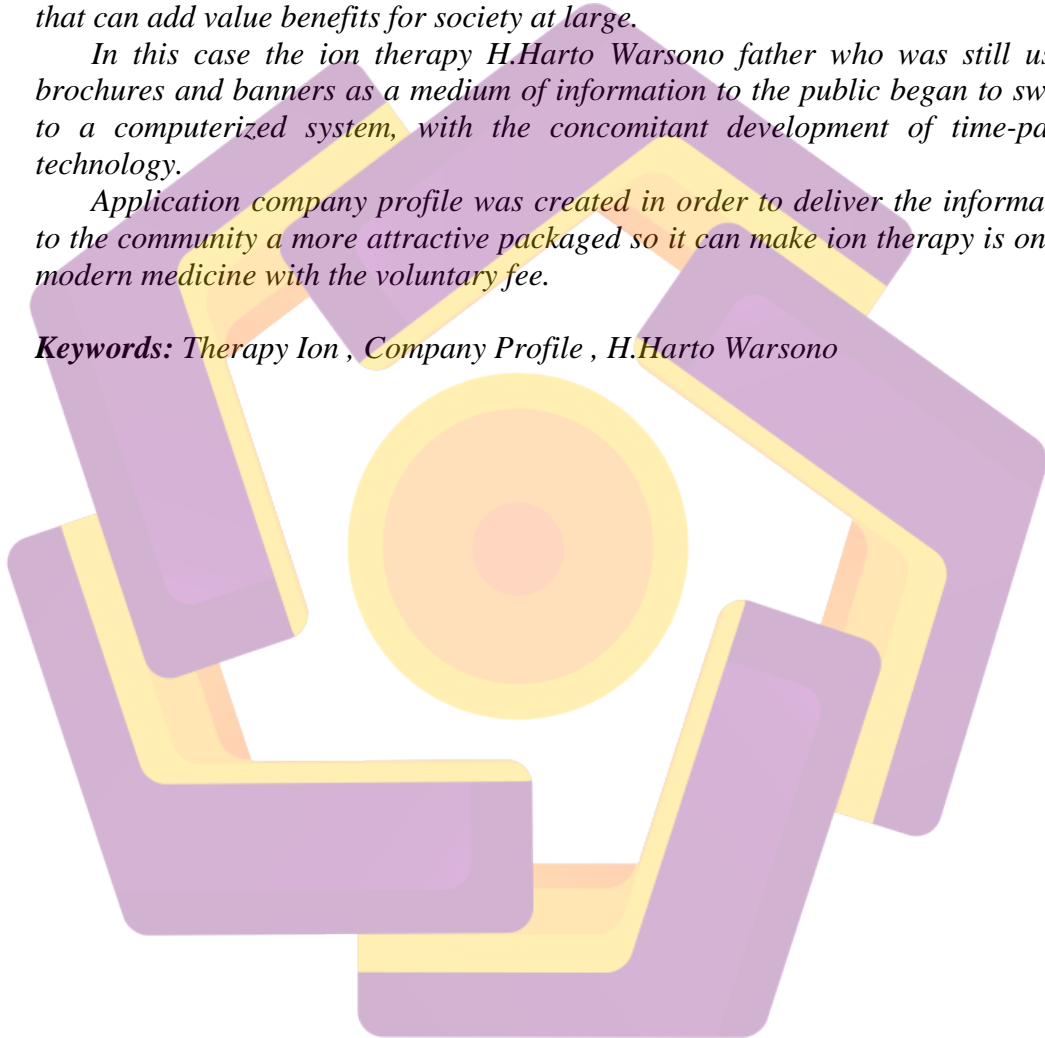 that can add value benefits for society at large.
In this case the ion therapy H.Harto Warsono father who was still us
brochures and banners as a medium of information to the public began to sw
to a computerized system, with the concomitant development of time-pa
technology.
Application company profile was created in order to deliver the informa
to the community a more attractive packaged so it can make ion therapy is on
modern medicine with the voluntary fee.
Keywords: Therapy Ion , Company Profile , H.Harto Warsono